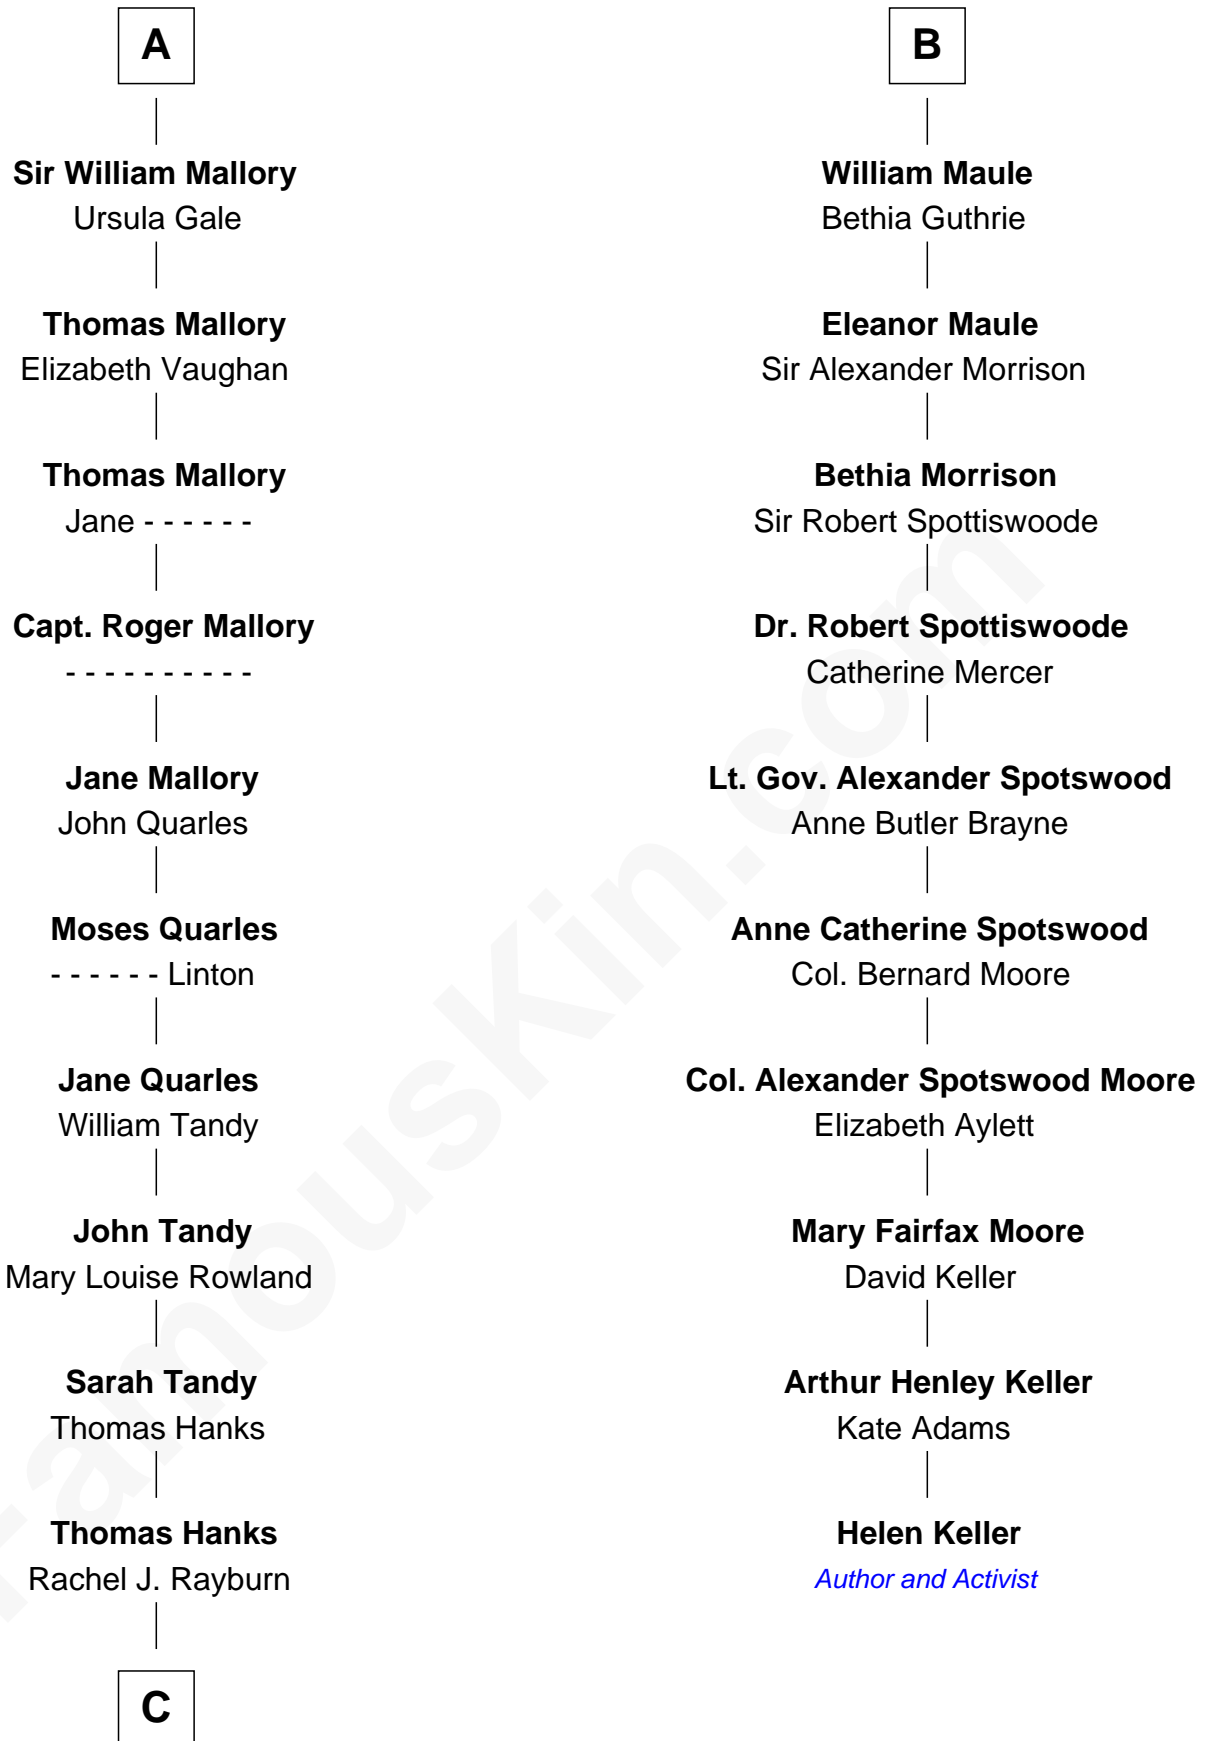 A
Sir William Mallory
Ursula Gale
Thomas Mallory
Elizabeth Vaughan
Thomas Mallory
Jane - - - - - -
Capt. Roger Mallory
- - - - - - - - - -
Jane Mallory
John Quarles
Moses Quarles
- - - - - - Linton
Jane Quarles
William Tandy
John Tandy
Mary Louise Rowland
Sarah Tandy
Thomas Hanks
Thomas Hanks
Rachel J. Rayburn
C
B
William Maule
Bethia Guthrie
Eleanor Maule
Sir Alexander Morrison
Bethia Morrison
Sir Robert Spottiswoode
Dr. Robert Spottiswoode
Catherine Mercer
Lt. Gov. Alexander Spotswood
Anne Butler Brayne
Anne Catherine Spotswood
Col. Bernard Moore
Col. Alexander Spotswood Moore
Elizabeth Aylett
Mary Fairfax Moore
David Keller
Arthur Henley Keller
Kate Adams
Helen Keller
Author and Activist
FamousKin.com